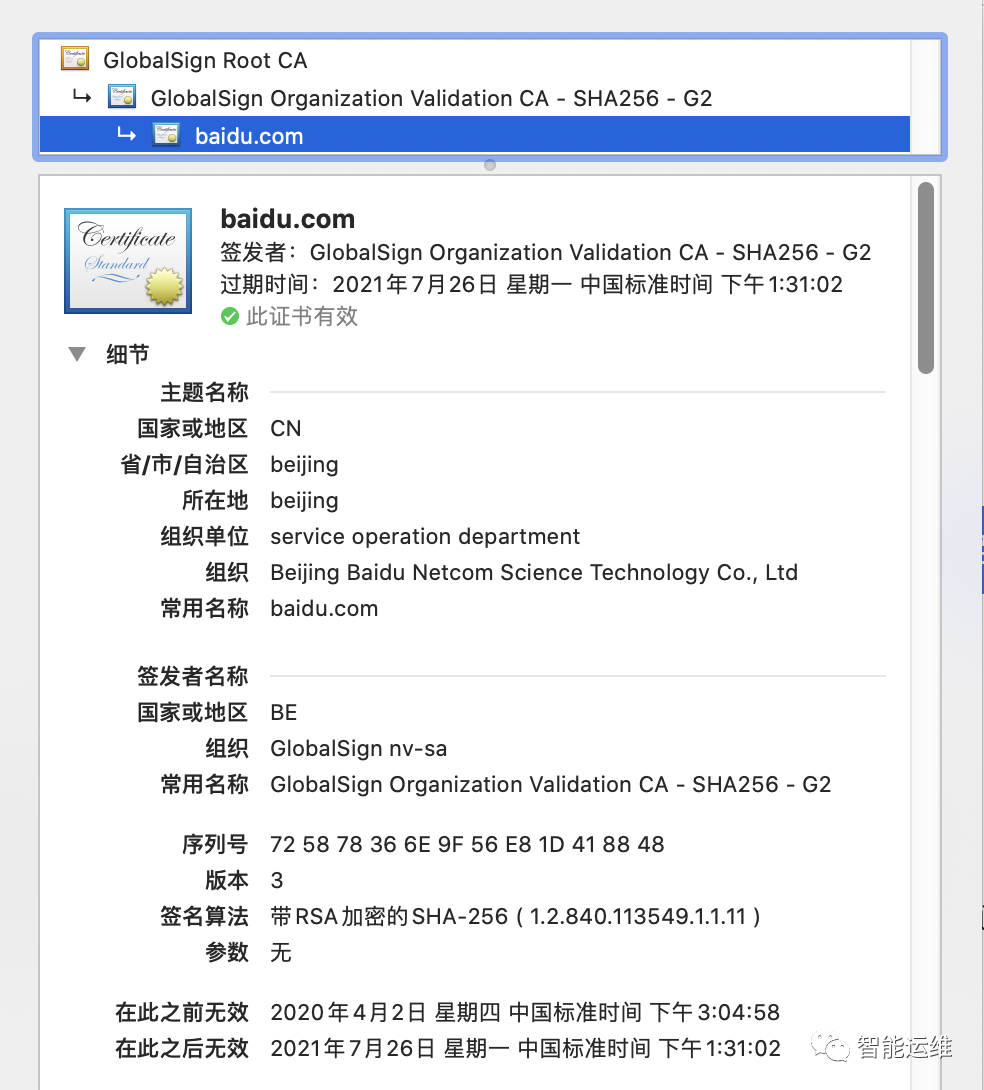 GlobalSign Root CA
GlobalSign Organization Validation CA - SHA256 - G2
baidu.com
Certificate
Standard
baidu.com
签发者：GlobalSign Organization Validation CA - SHA256 - G2
过期时间：2021年7月26日 星期一 中国标准时间 下午1:31:02
此证书有效
细节
主题名称
国家或地区 CN
省/市/自治区 beijing
所在地 beijing
组织单位 service operation department
组织 Beijing Baidu Netcom Science Technology Co., Ltd
常用名称 baidu.com
签发者名称
国家或地区 BE
组织 GlobalSign nv-sa
常用名称 GlobalSign Organization Validation CA - SHA256 - G2
序列号 72 58 78 36 6E 9F 56 E8 1D 41 88 48
版本 3
签名算法 带RSA加密的SHA-256 ( 1.2.840.113549.1.1.11 )
参数 无
在此之前无效 2020年4月2日 星期四 中国标准时间 下午3:04:58
在此之后无效 2021年7月26日 星期一 中国标准时间 下午1:31:02
智能运维